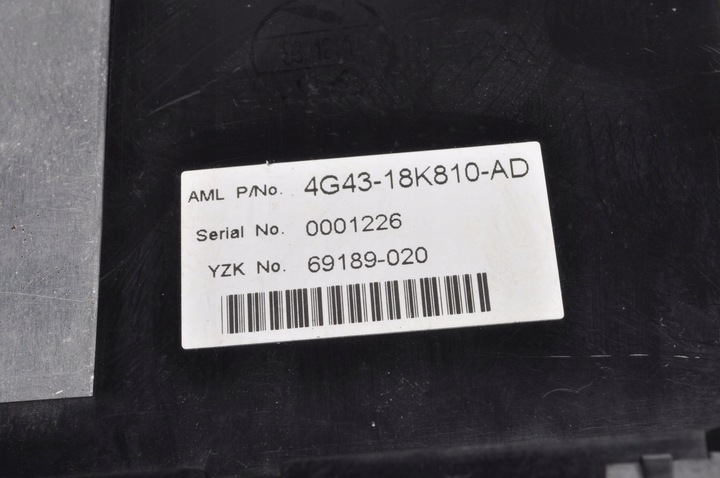 AML P/No. 4G43-18K810-AD
Serial No. 0001226
YZK No. 69189-020